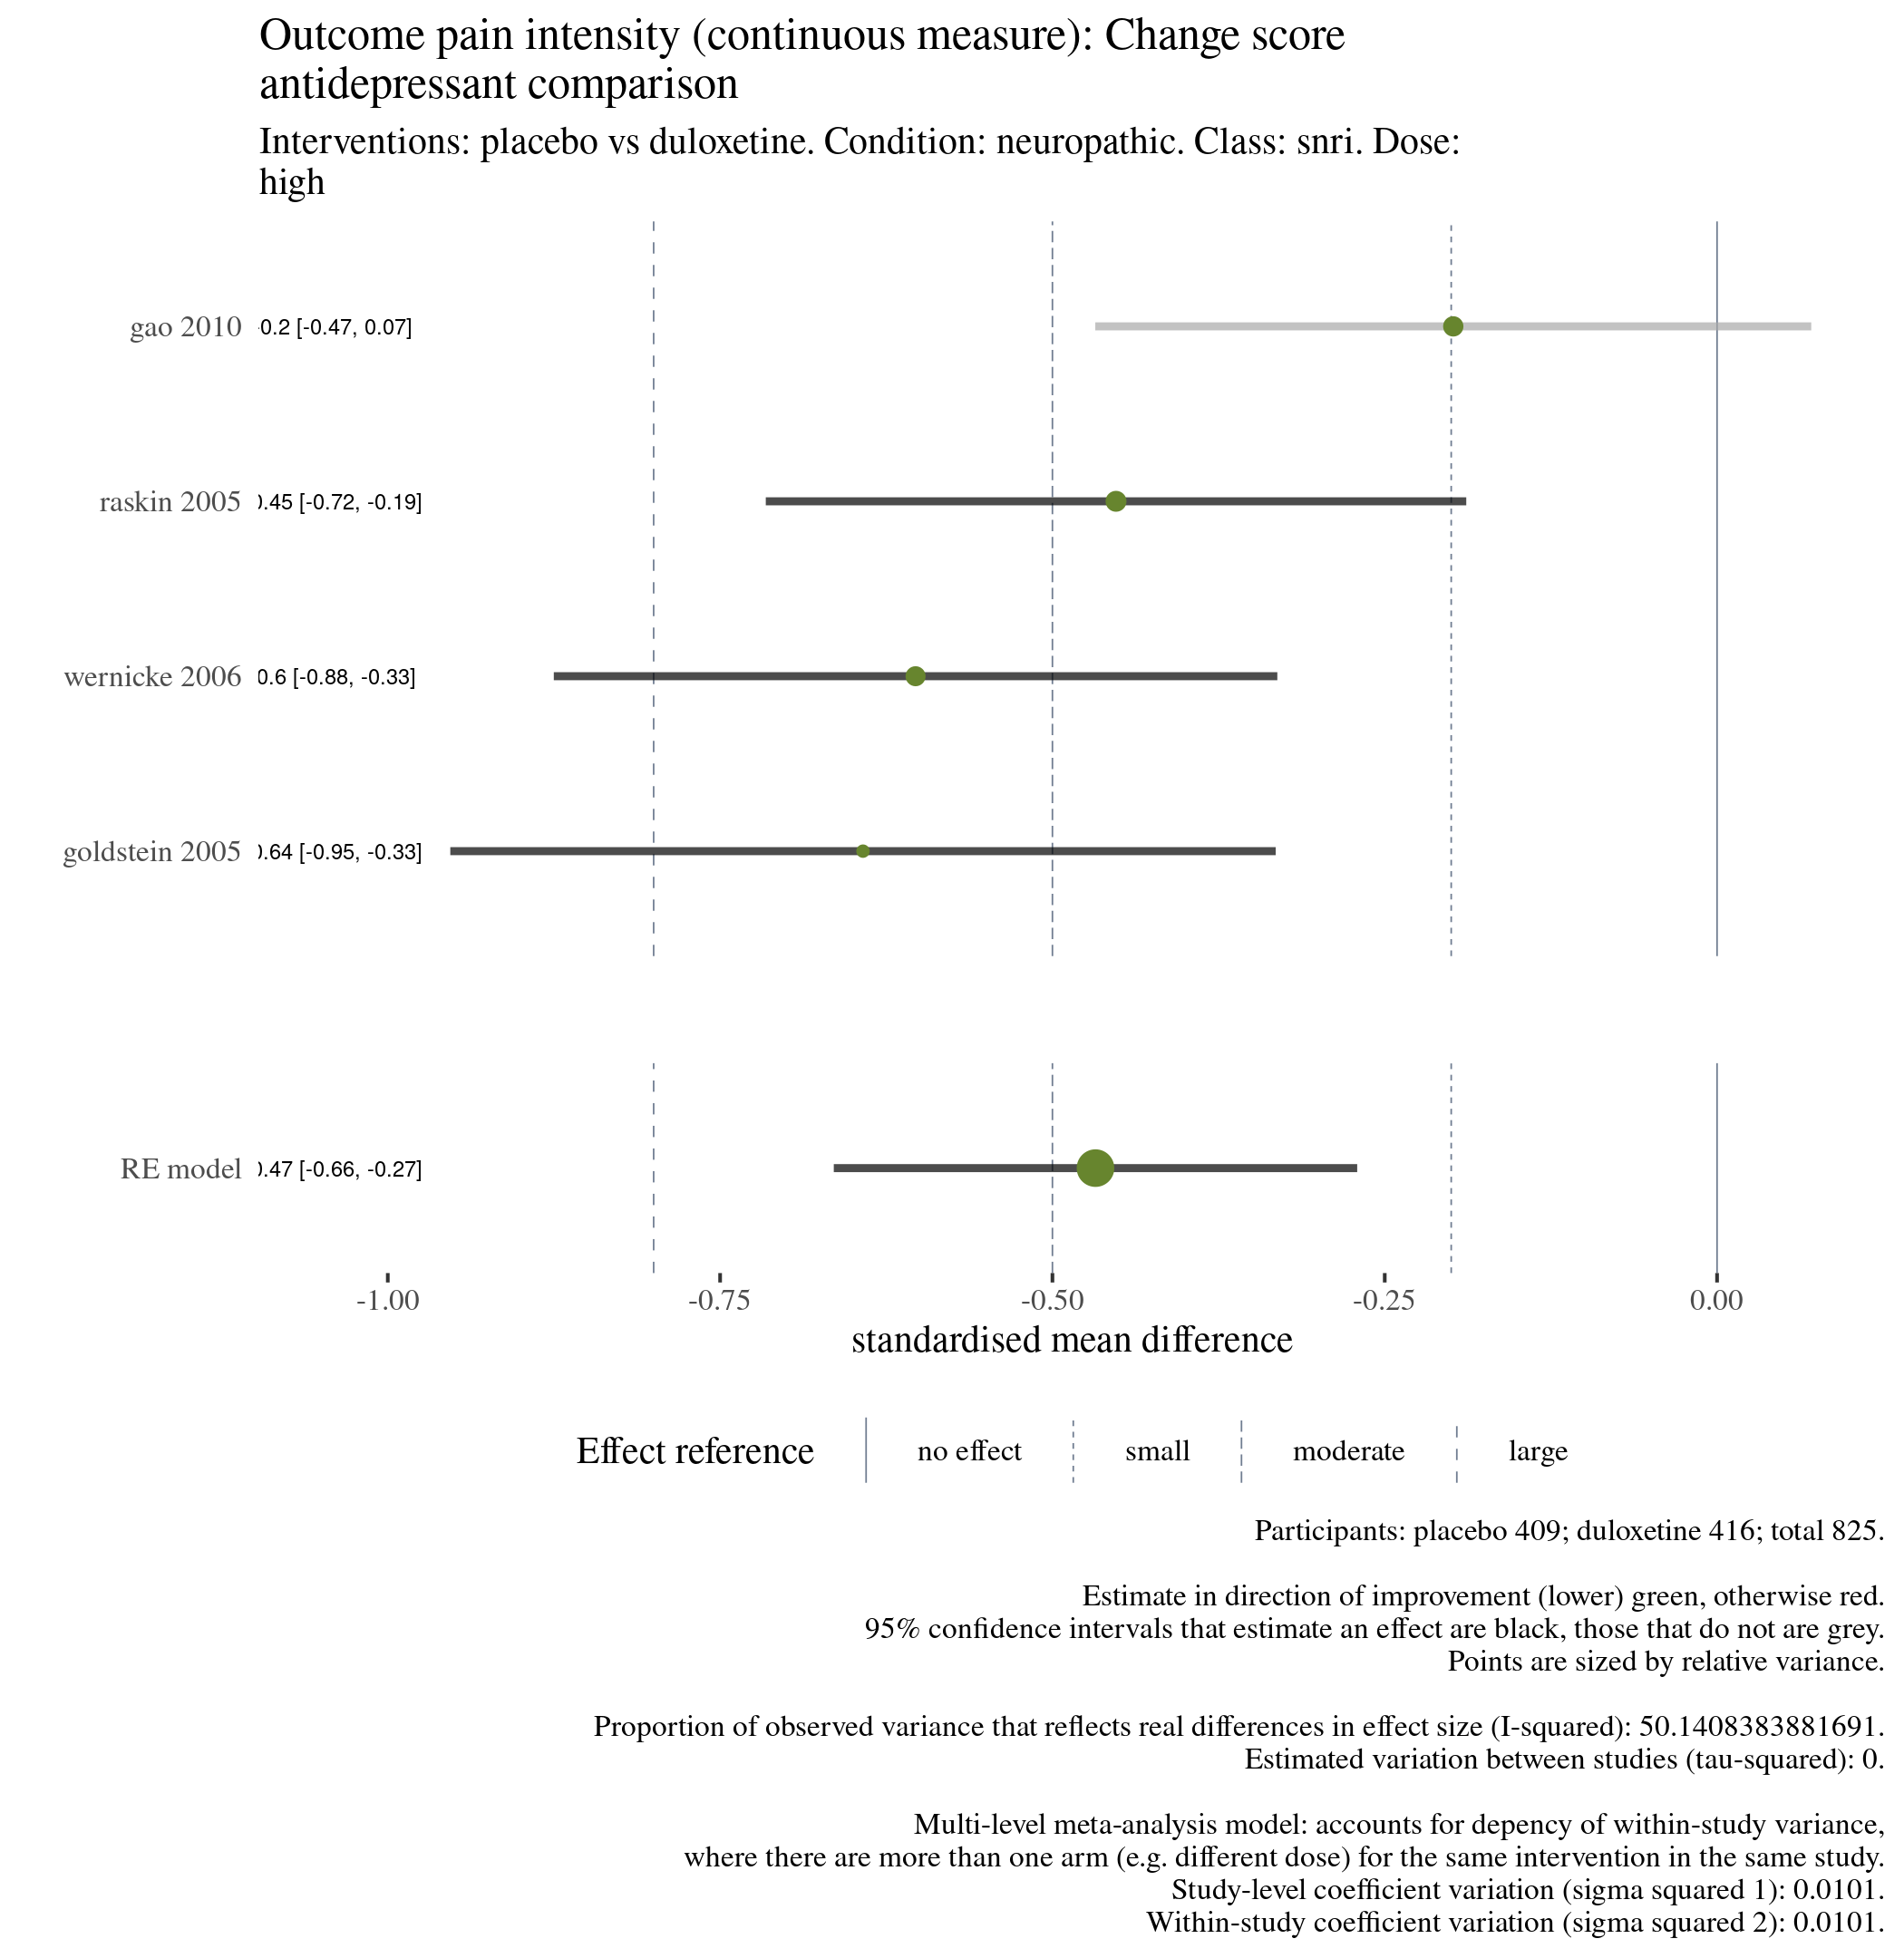 Outcome pain intensity (continuous measure): Change score
antidepressant comparison
Interventions: placebo vs duloxetine. Condition: neuropathic. Class: snri. Dose:
high
gao 2010 -0.2 [-0.47, 0.07]
raskin 2005 0.45 [-0.72, -0.19]
wernicke 2006 0.6 [-0.88, -0.33]
goldstein 2005 0.64 [-0.95, -0.33]
RE model 0.47 [-0.66, -0.27]
-1.00 -0.75 -0.50 -0.25 0.00
standardised mean difference
Effect reference no effect small moderate large
Participants: placebo 409; duloxetine 416; total 825.
Estimate in direction of improvement (lower) green, otherwise red.
95% confidence intervals that estimate an effect are black, those that do not are grey.
Points are sized by relative variance.
Proportion of observed variance that reflects real differences in effect size (I-squared): 50.1408383881691.
Estimated variation between studies (tau-squared): 0.
Multi-level meta-analysis model: accounts for depency of within-study variance,
where there are more than one arm (e.g. different dose) for the same intervention in the same study.
Study-level coefficient variation (sigma squared 1): 0.0101.
Within-study coefficient variation (sigma squared 2): 0.0101.